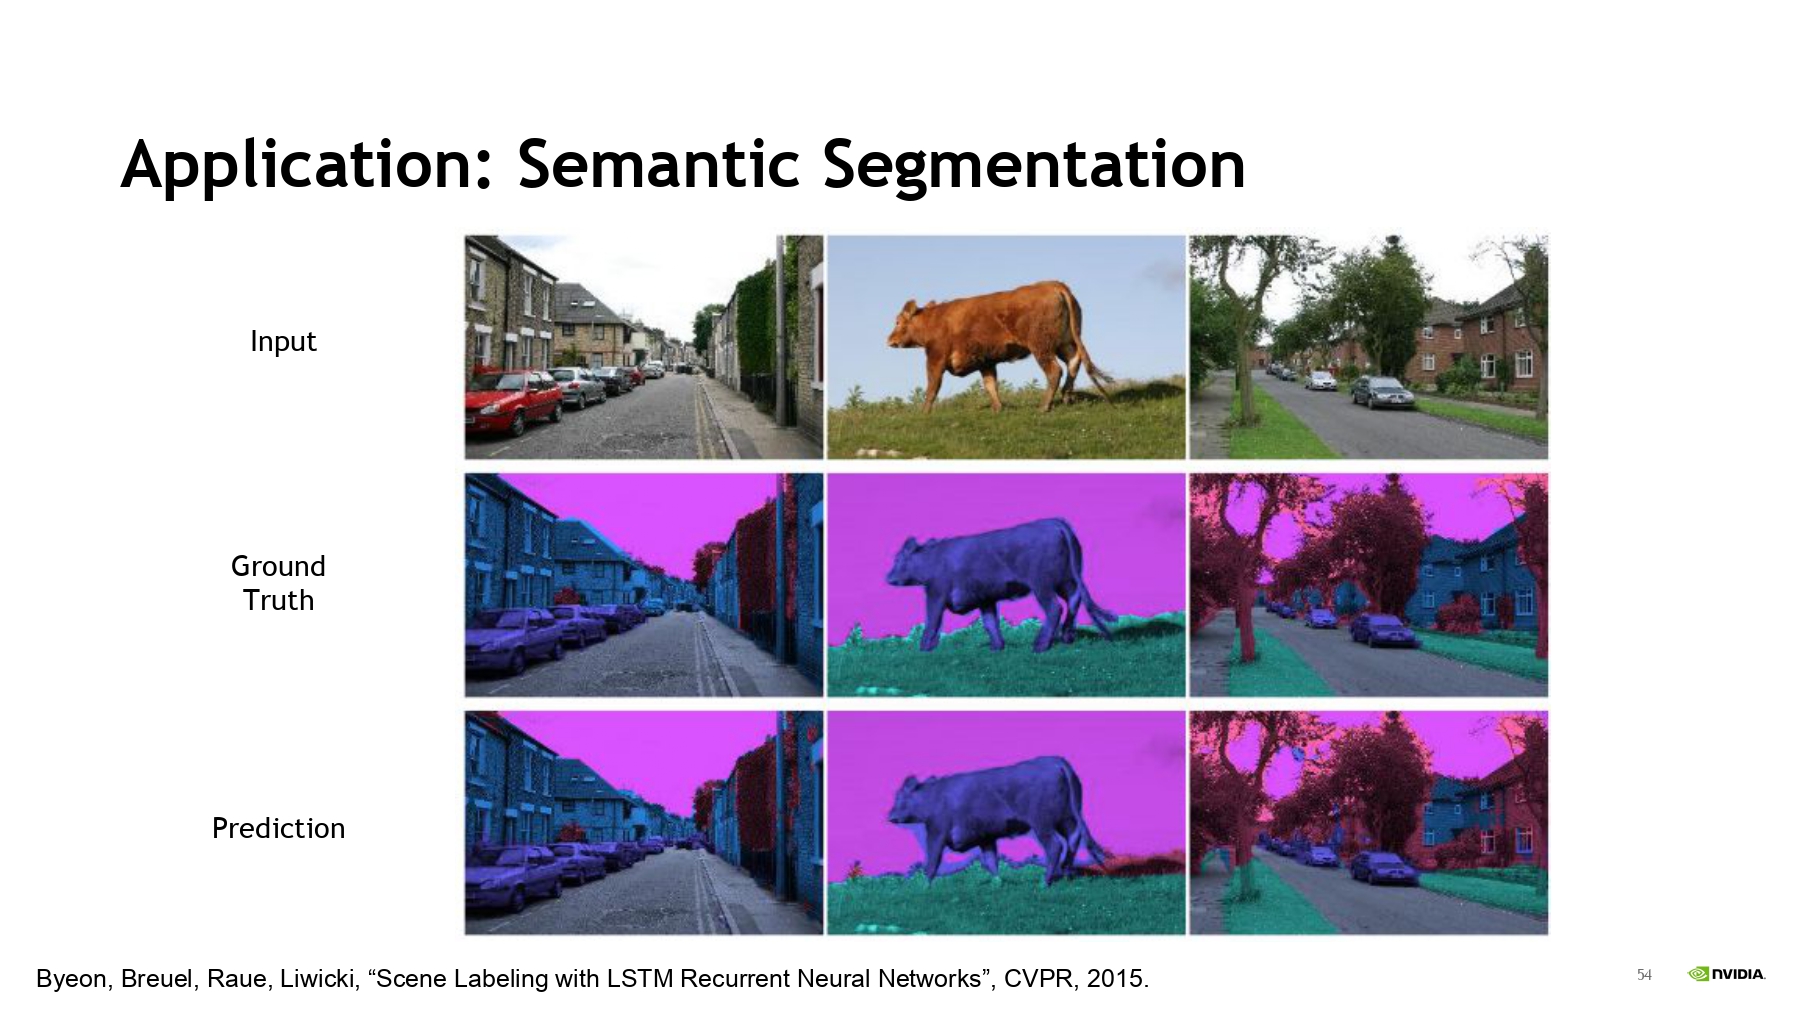 Application: Semantic Segmentation
Input
Ground
Truth
Prediction
Byeon, Breuel, Raue, Liwicki, “Scene Labeling with LSTM Recurrent Neural Networks”, CVPR, 2015.
54
NVIDIA.